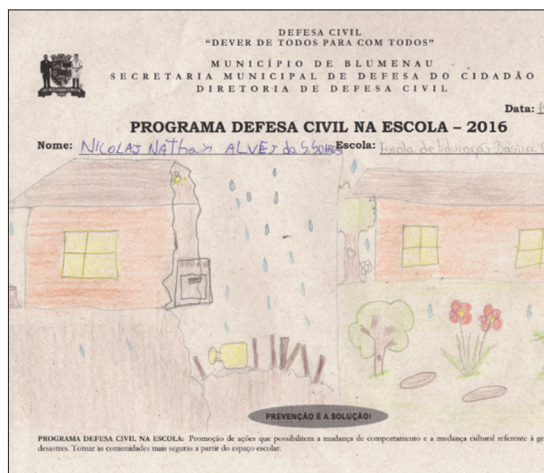 DEFESA CIVIL
"DEVER DE TODOS PARA COM TODOS"
MUNICÍPIO DE BLUMENAU
SECRETARIA MUNICIPAL DE DEFESA DO CIDADÃO
DIRETORIA DE DEFESA CIVIL
Data:
PROGRAMA DEFESA CIVIL NA ESCOLA – 2016
Nome: NICOLAS NAThaN ALVES dos Escola: Escola de Educação Básica
PREVENÇÃO É A SOLUÇÃO!
PROGRAMA DEFESA CIVIL NA ESCOLA: Promoção de ações que possibilitem a mudança de comportamento e a mudança cultural referente à
desastres. Tornar as comunidades mais seguras a partir do espaço escolar.